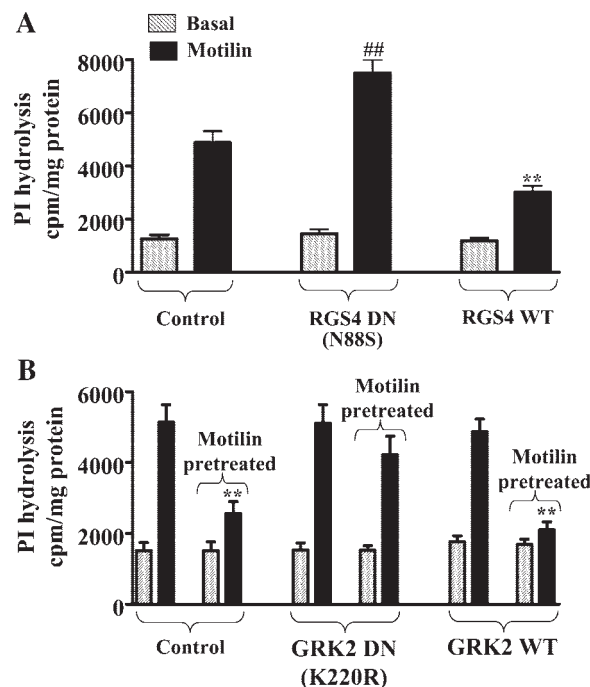 A
Basal
Motilin
PI hydrolysis
cpm/mg protein
8000
6000
4000
2000
0
##
**
Control
RGS4 DN
(N88S)
RGS4 WT
B
PI hydrolysis
cpm/mg protein
6000
4000
2000
0
Motilin
pretreated
**
Motilin
pretreated
Motilin
pretreated
**
Control
GRK2 DN
(K220R)
GRK2 WT